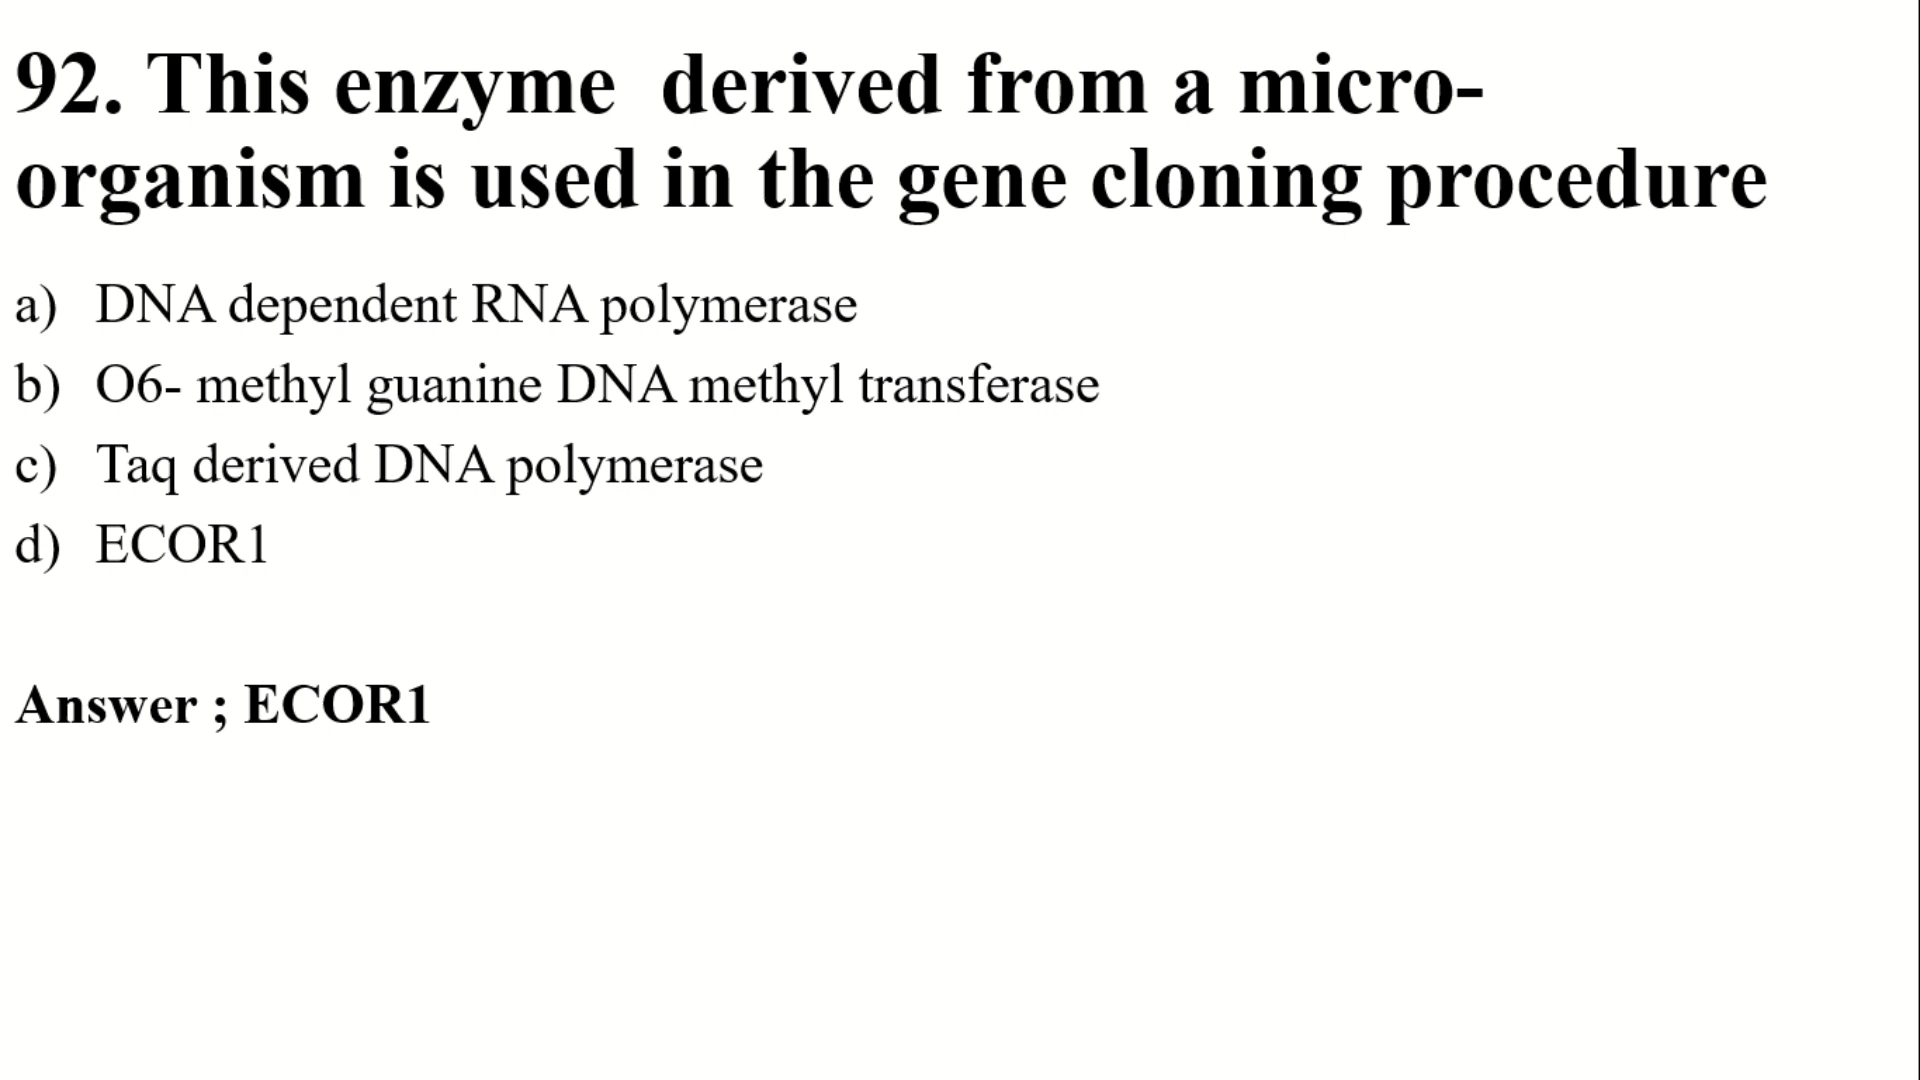 92. This enzyme  derived from a micro-
organism is used in the gene cloning procedure
a) DNA dependent RNA polymerase
b) O6- methyl guanine DNA methyl transferase
c) Taq derived DNA polymerase
d) ECOR1
Answer ; ECOR1